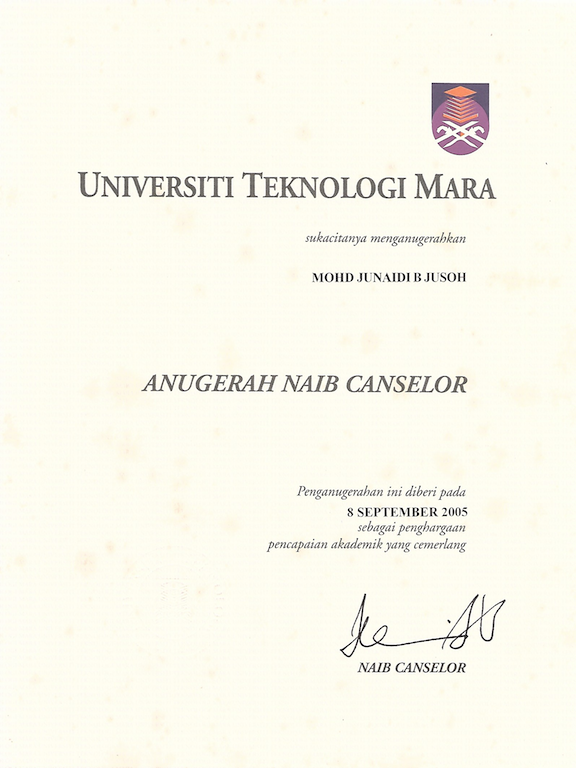 UNIVERSITI TEKNOLOGI MARA
sukacitanya menganugerahkan
MOHD JUNAIDI B JUSOH
ANUGERAH NAIB CANSELOR
Penganugerahan ini diberi pada
8 SEPTEMBER 2005
sebagai penghargaan
pencapaian akademik yang cemerlang
NAIB CANSELOR